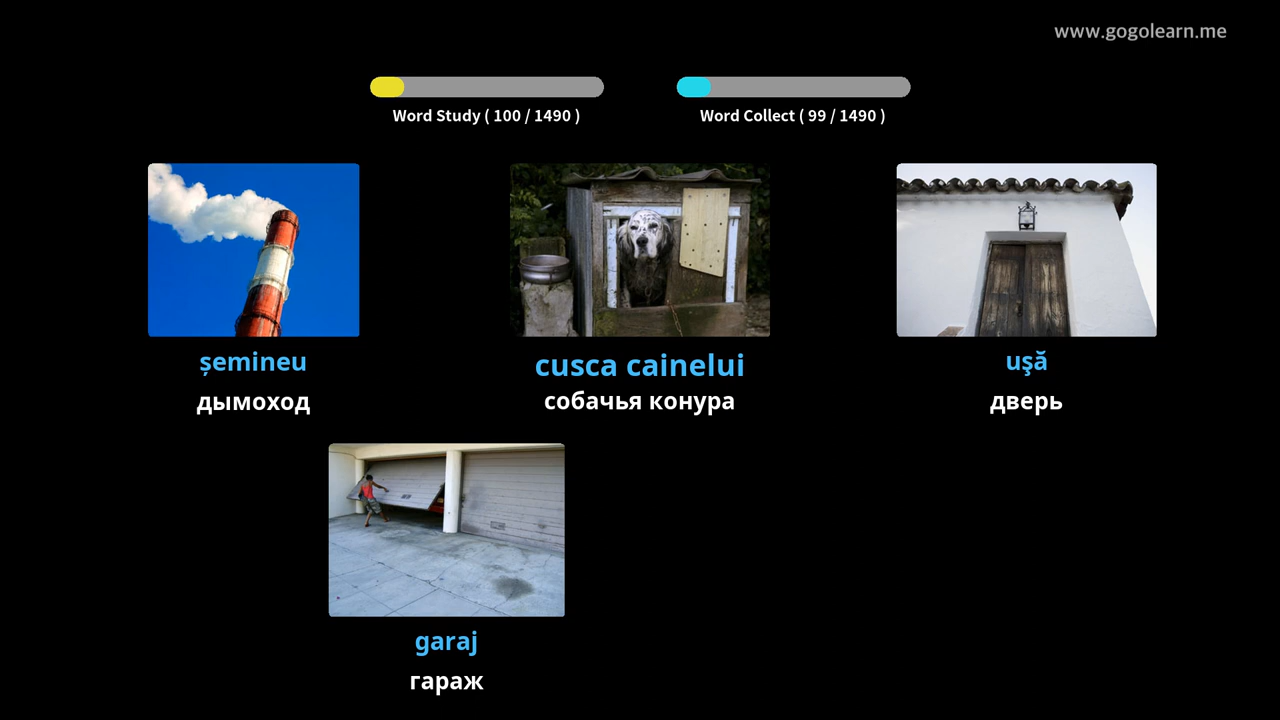 www.gogolearn.me
Word Study ( 100 / 1490 )
Word Collect ( 99 / 1490 )
șemineu
дымоход
cusca cainelui
собачья конура
uşă
дверь
garaj
гараж